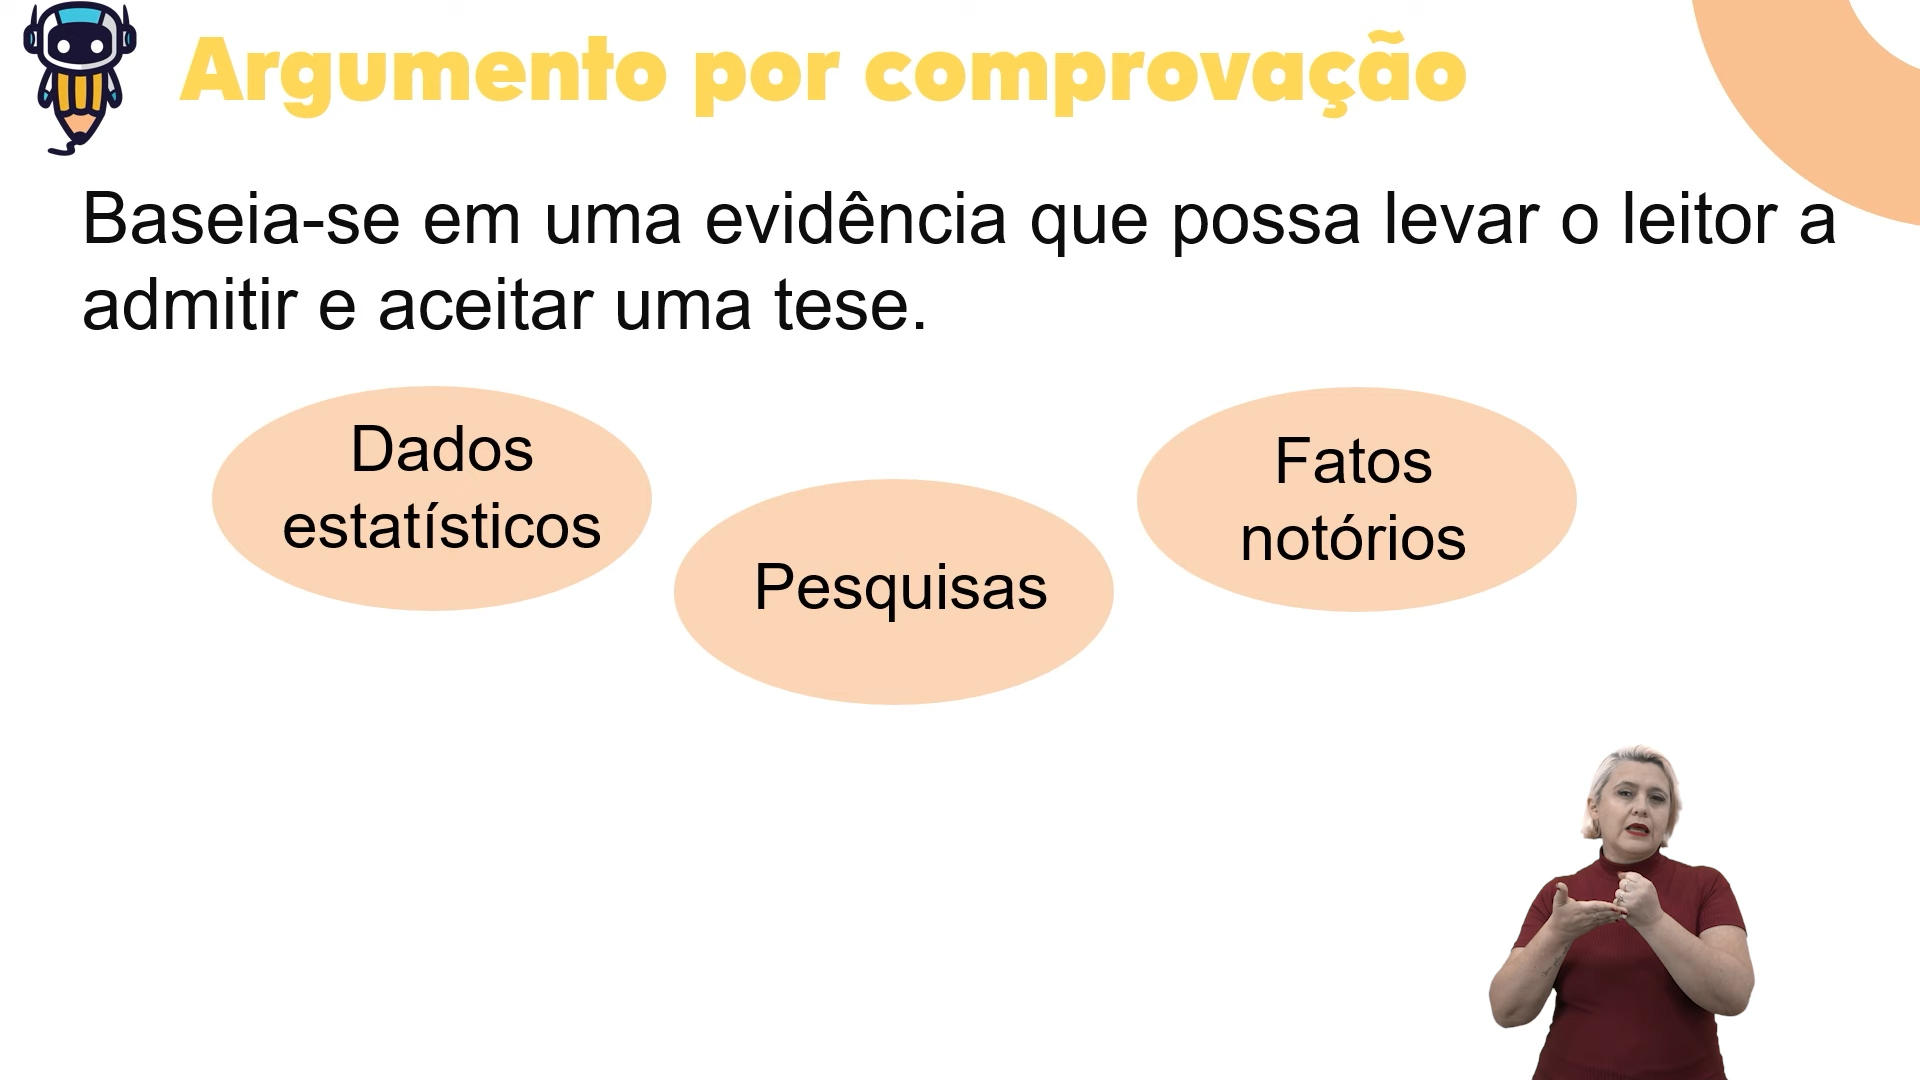 Argumento por comprovação
Baseia-se em uma evidência que possa levar o leitor a
admitir e aceitar uma tese.
Dados
estatísticos
Pesquisas
Fatos
notórios